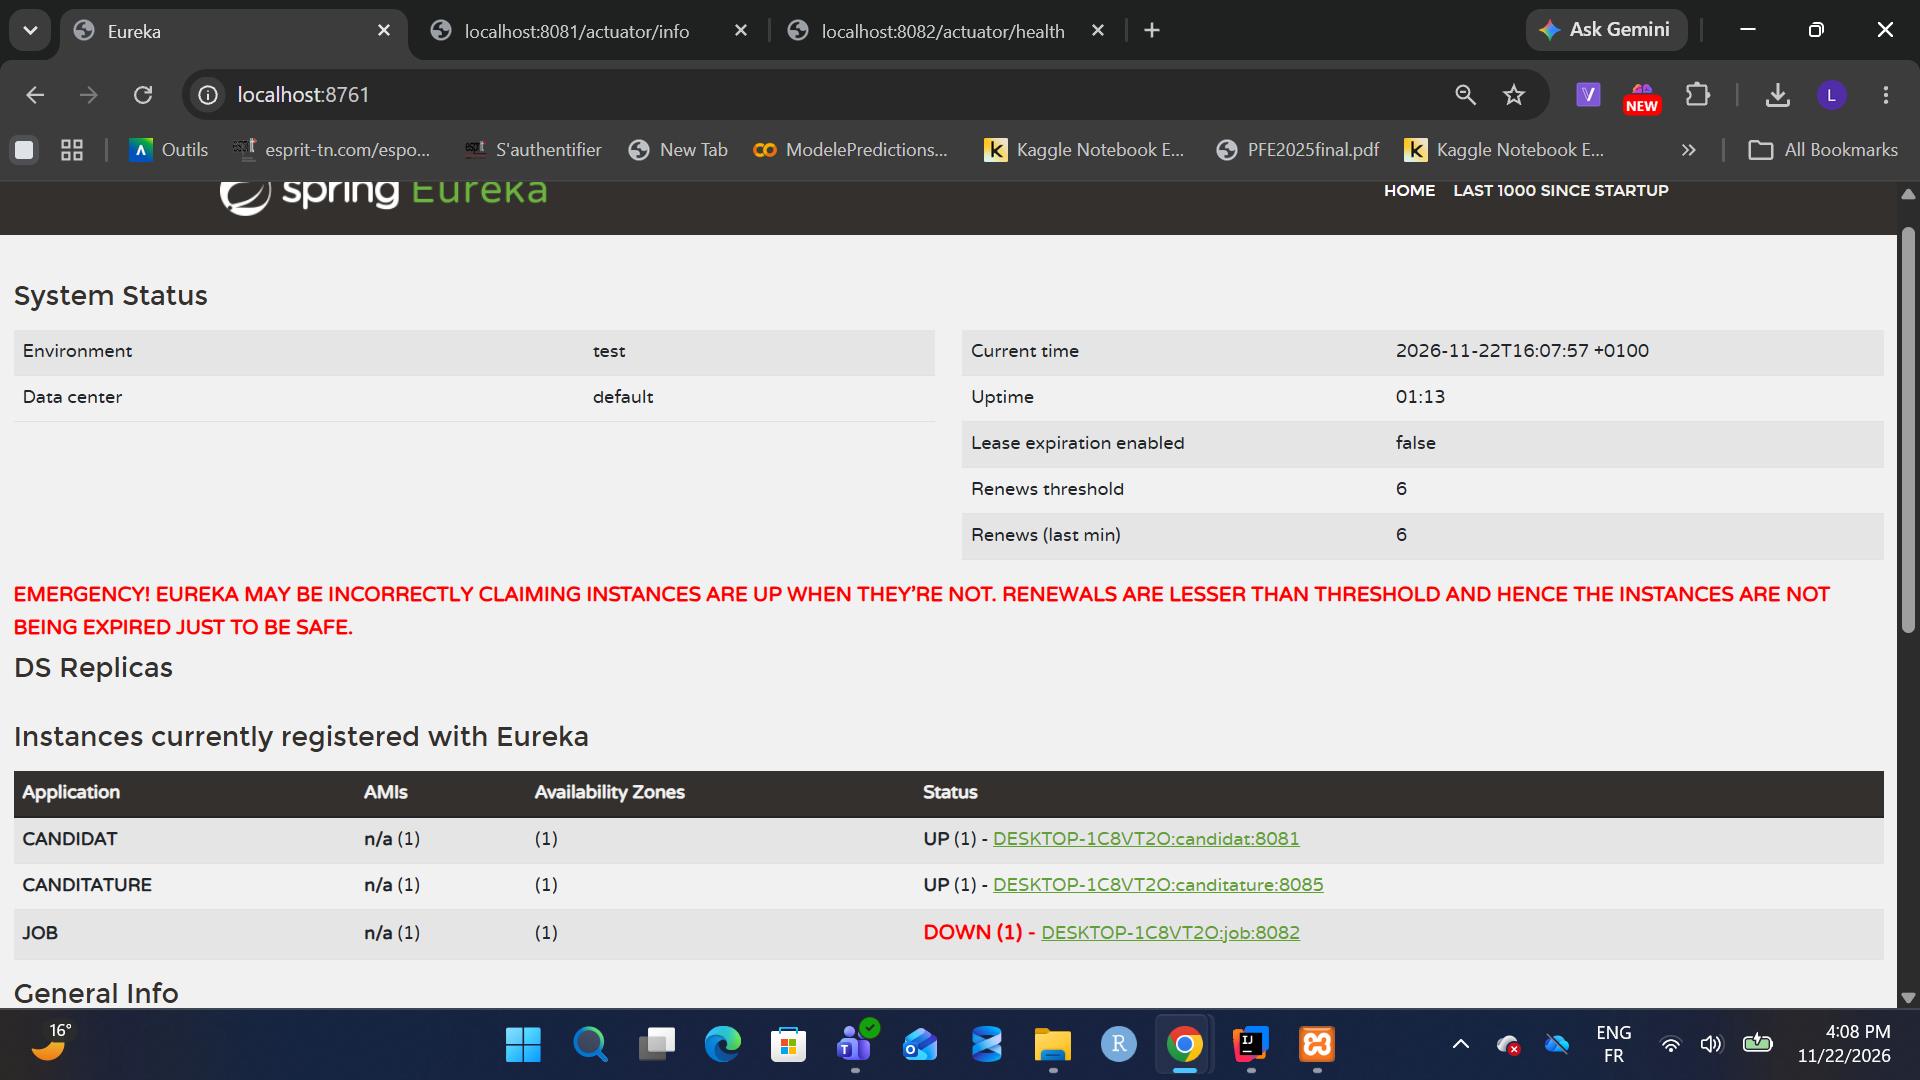 Eureka
localhost:8081/actuator/info
localhost:8082/actuator/health
Ask Gemini
localhost:8761
V
NEW
L
Outils
esprit-tn.com/espo...
S'authentifier
New Tab
ModelePredictions...
Kaggle Notebook E...
PFE2025final.pdf
Kaggle Notebook E...
All Bookmarks
spring Eureka
HOME
LAST 1000 SINCE STARTUP
System Status
Environment test
Data center default
Current time 2026-11-22T16:07:57 +0100
Uptime 01:13
Lease expiration enabled false
Renews threshold 6
Renews (last min) 6
EMERGENCY! EUREKA MAY BE INCORRECTLY CLAIMING INSTANCES ARE UP WHEN THEY'RE NOT. RENEWALS ARE LESSER THAN THRESHOLD AND HENCE THE INSTANCES ARE NOT
BEING EXPIRED JUST TO BE SAFE.
DS Replicas
Instances currently registered with Eureka
Application AMIs Availability Zones Status
CANDIDAT n/a (1) (1) UP (1) - DESKTOP-1C8VT2O:candidat:8081
CANDITATURE n/a (1) (1) UP (1) - DESKTOP-1C8VT2O:canditature:8085
JOB n/a (1) (1) DOWN (1) - DESKTOP-1C8VT2O:job:8082
General Info
16°
ENG
FR
4:08 PM
11/22/2026